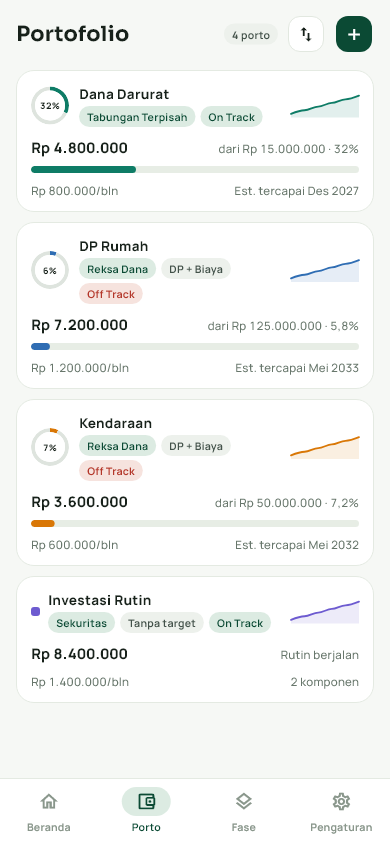 Portofolio
4 porto
32%
Dana Darurat
Tabungan Terpisah
On Track
Rp 4.800.000
dari Rp 15.000.000 · 32%
Rp 800.000/bln
Est. tercapai Des 2027
6%
DP Rumah
Reksa Dana
DP + Biaya
Off Track
Rp 7.200.000
dari Rp 125.000.000 · 5,8%
Rp 1.200.000/bln
Est. tercapai Mei 2033
7%
Kendaraan
Reksa Dana
DP + Biaya
Off Track
Rp 3.600.000
dari Rp 50.000.000 · 7,2%
Rp 600.000/bln
Est. tercapai Mei 2032
Investasi Rutin
Sekuritas
Tanpa target
On Track
Rp 8.400.000
Rutin berjalan
Rp 1.400.000/bln
2 komponen
Beranda
Porto
Fase
Pengaturan